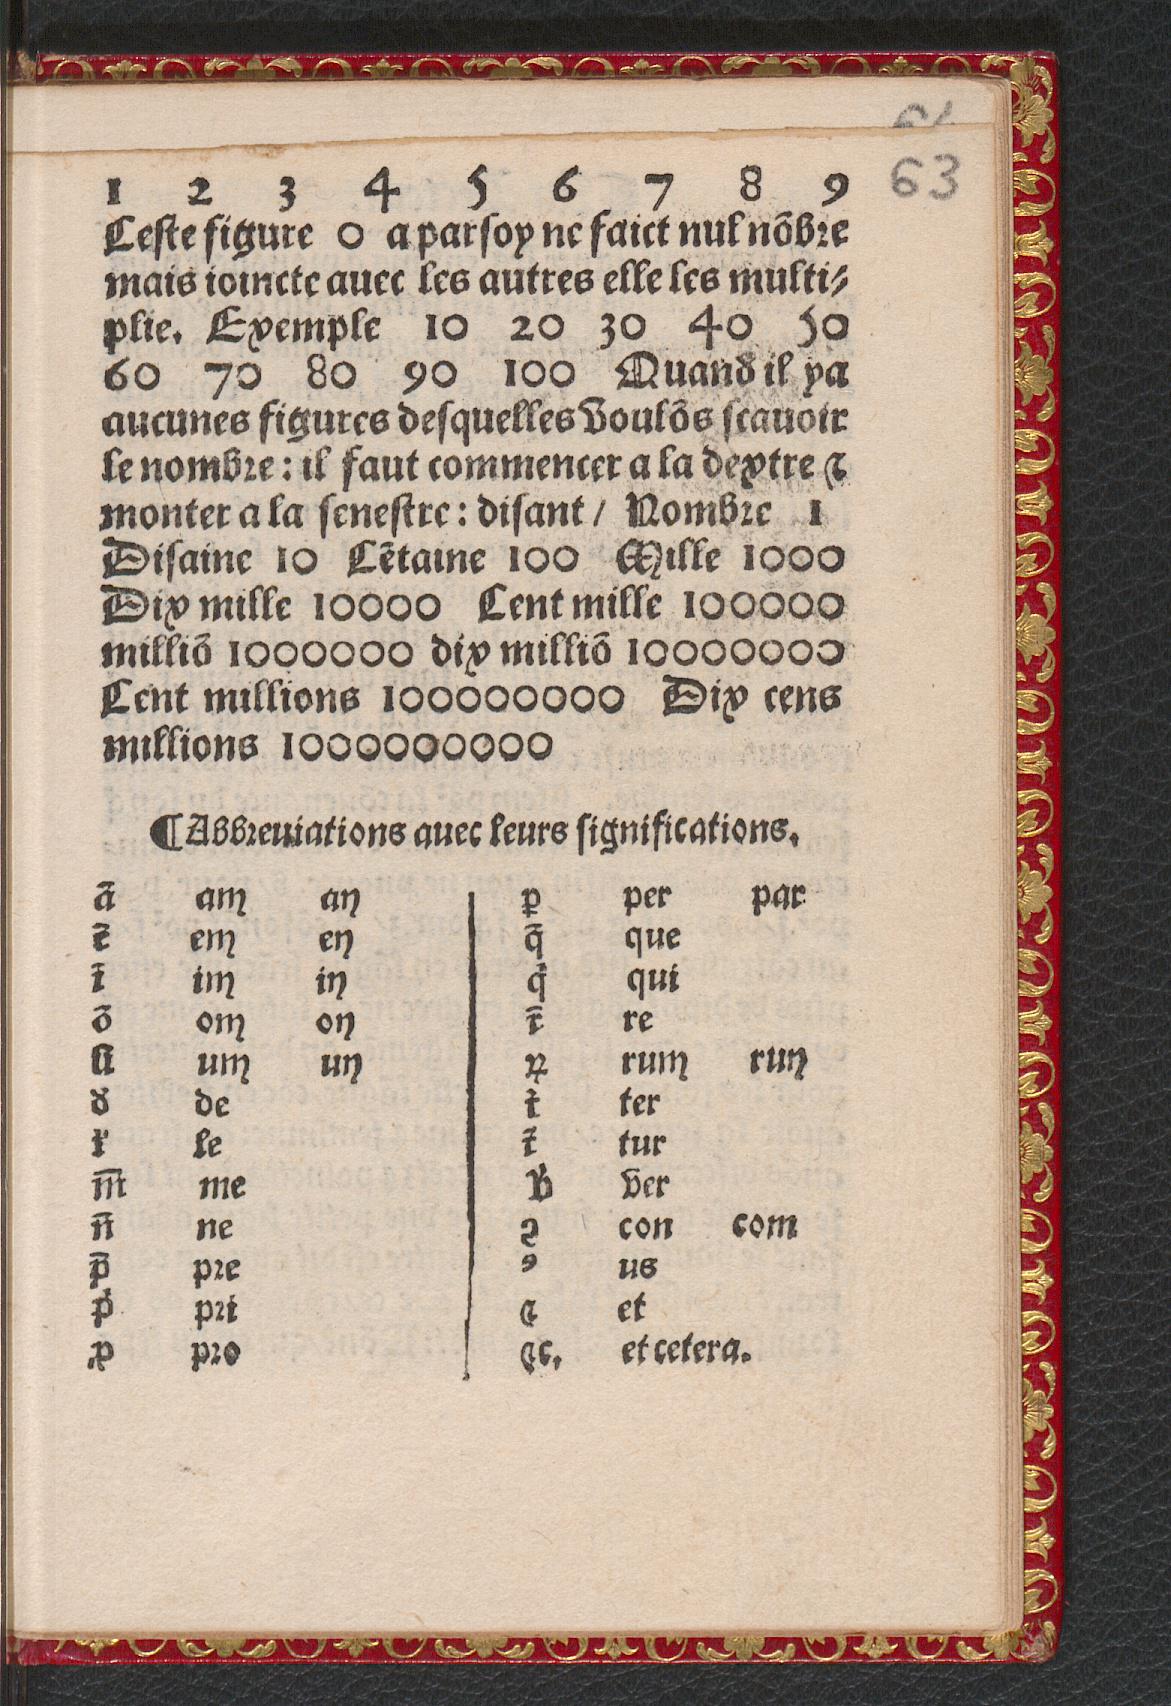 63
1 2 3 4 5 6 7 8 9
Ceste figure 0 a par soy ne faict nul nõbre
mais ioincte auec les autres elle les multi⸗
plie. Exemple 10 20 30 40 50
60 70 80 90 100 Quand il ya
aucunes figures desquelles voulõs scauoir
le nombre : il faut commencer a la dextre ⁊
monter a la senestre : disant / Nombre 1
Disaine 10 Cẽtaine 100 Mille 1000
Dix mille 10000 Cent mille 100000
milliõ 1000000 dix milliõ 10000000
Cent millions 100000000 Dix cens
millions 1000000000
¶ Abbreuiations auec leurs significations.
ã am an ꝑ per par
ẽ em en q̃ que
ĩ im in q̇ qui
õ om on r̃ re
ũ um un ꝝ rum run
d̕ de t̕ ter
l̕ le t̃ tur
m̃ me v̕ ver
ñ ne ꝯ con com
p̃ pre ꝰ us
ṗ pri ⁊ et
ꝓ pro ⁊c. et cetera.